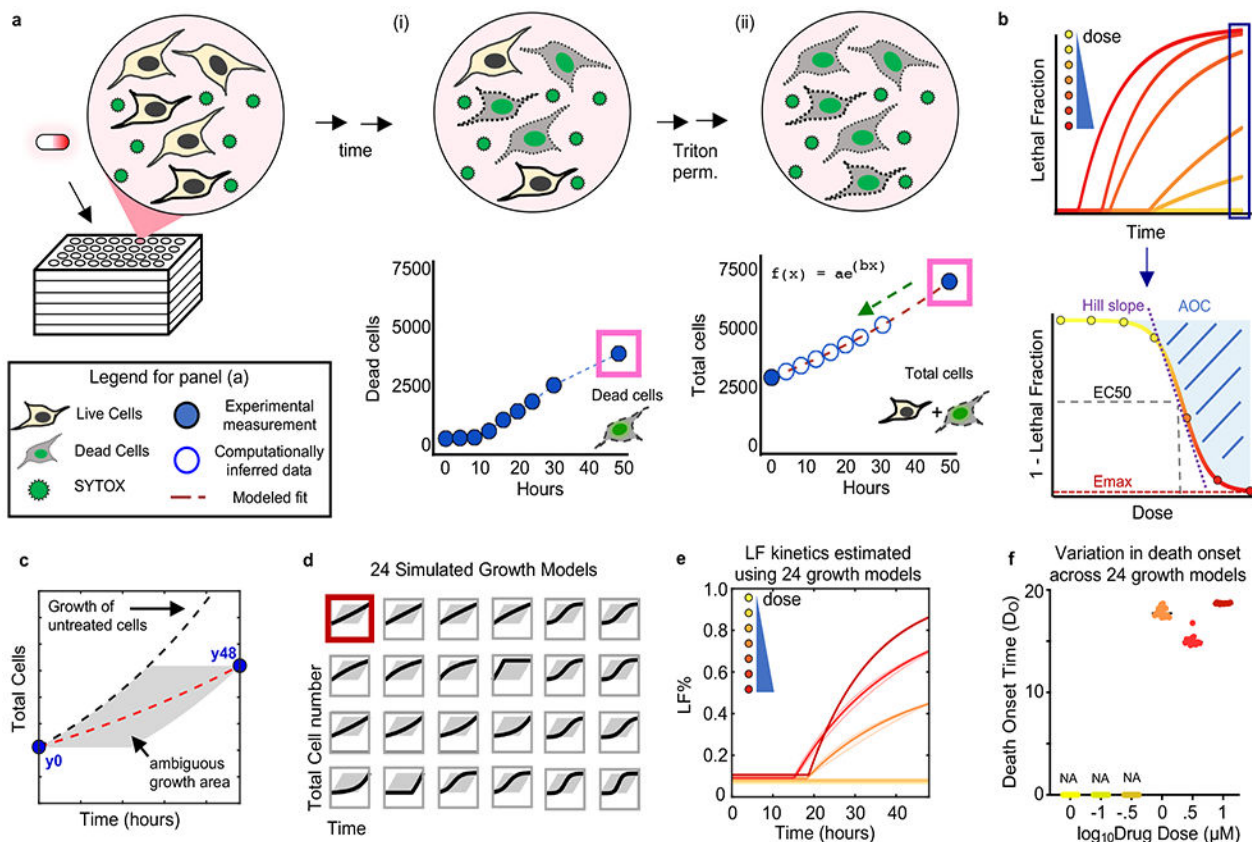 a
(i)
(ii)
time
Triton
perm.
Legend for panel (a)
Live Cells
Experimental
measurement
Dead Cells
Computationally
inferred data
SYTOX
Modeled fit
Dead cells
7500
5000
2500
0
0 10 20 30 40 50
Hours
Dead cells
Total cells
7500
5000
2500
0
f(x) = ae(bx)
Total cells
+
0 10 20 30 40 50
Hours
b
dose
Lethal Fraction
Time
Hill slope
AOC
EC50
Emax
1 - Lethal Fraction
Dose
c
Growth of
untreated cells
y48
y0
ambiguous
growth area
Total Cells
Time (hours)
d
24 Simulated Growth Models
Total Cell number
Time
e
LF kinetics estimated
using 24 growth models
dose
LF%
1.0
0.8
0.6
0.4
0.2
0
0 10 20 30 40
Time (hours)
f
Variation in death onset
across 24 growth models
Death Onset Time (DO)
20
10
0
NA NA NA
0 -1 -.5 0 .5 1
log10Drug Dose (µM)